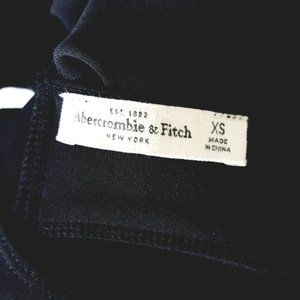 EST. 1892
Abercrombie & Fitch
NEW YORK
XS
MADE
IN CHINA